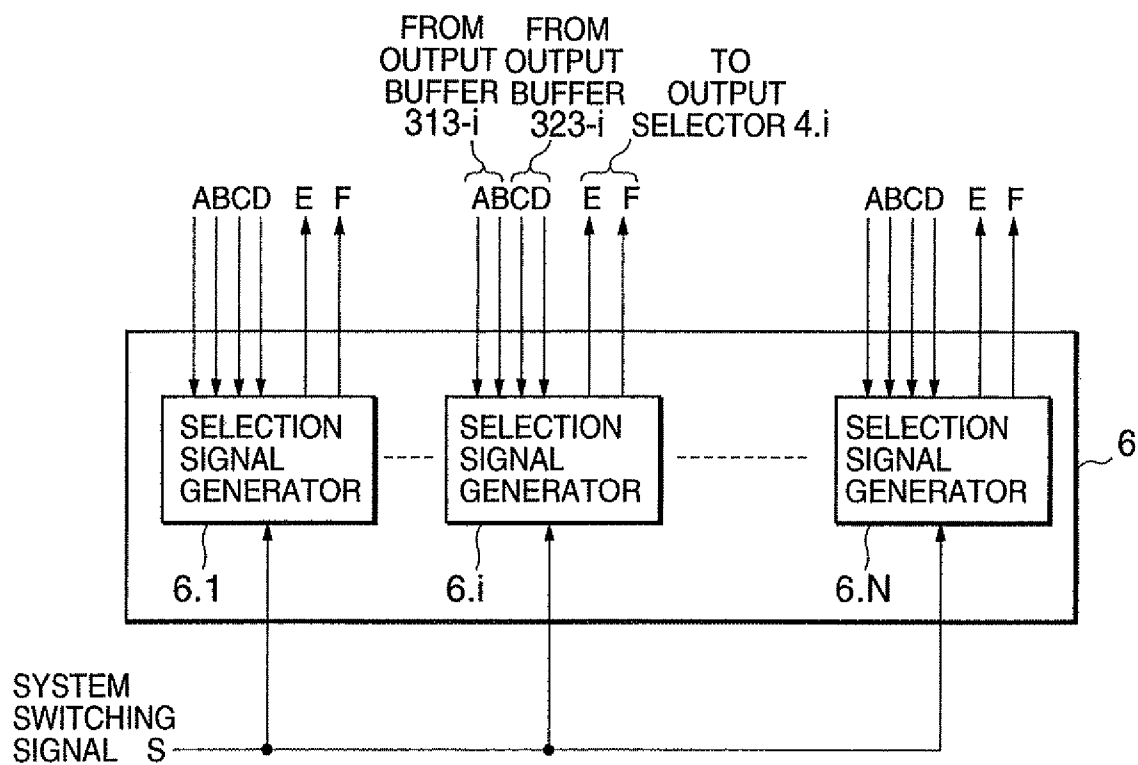 FROM FROM
OUTPUT OUTPUT TO
BUFFER BUFFER OUTPUT
313-i 323-i SELECTOR 4.i
ABCD E F
ABCD E F
ABCD E F
SELECTION
SIGNAL
GENERATOR
SELECTION
SIGNAL
GENERATOR
SELECTION
SIGNAL
GENERATOR
6
6.1
6.i
6.N
SYSTEM
SWITCHING
SIGNAL S